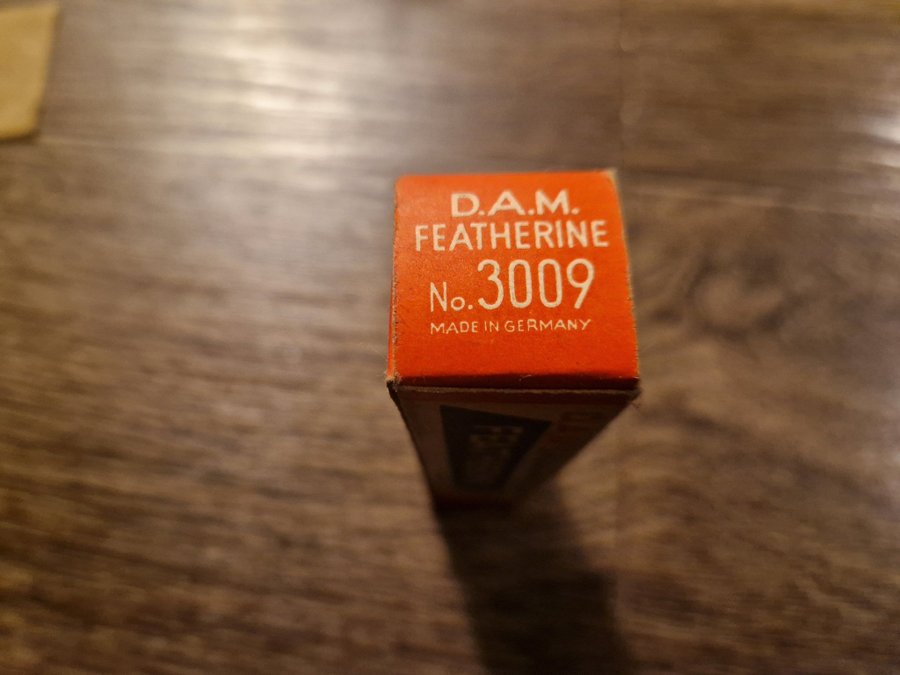 D.A.M.
FEATHERINE
No. 3009
MADE IN GERMANY